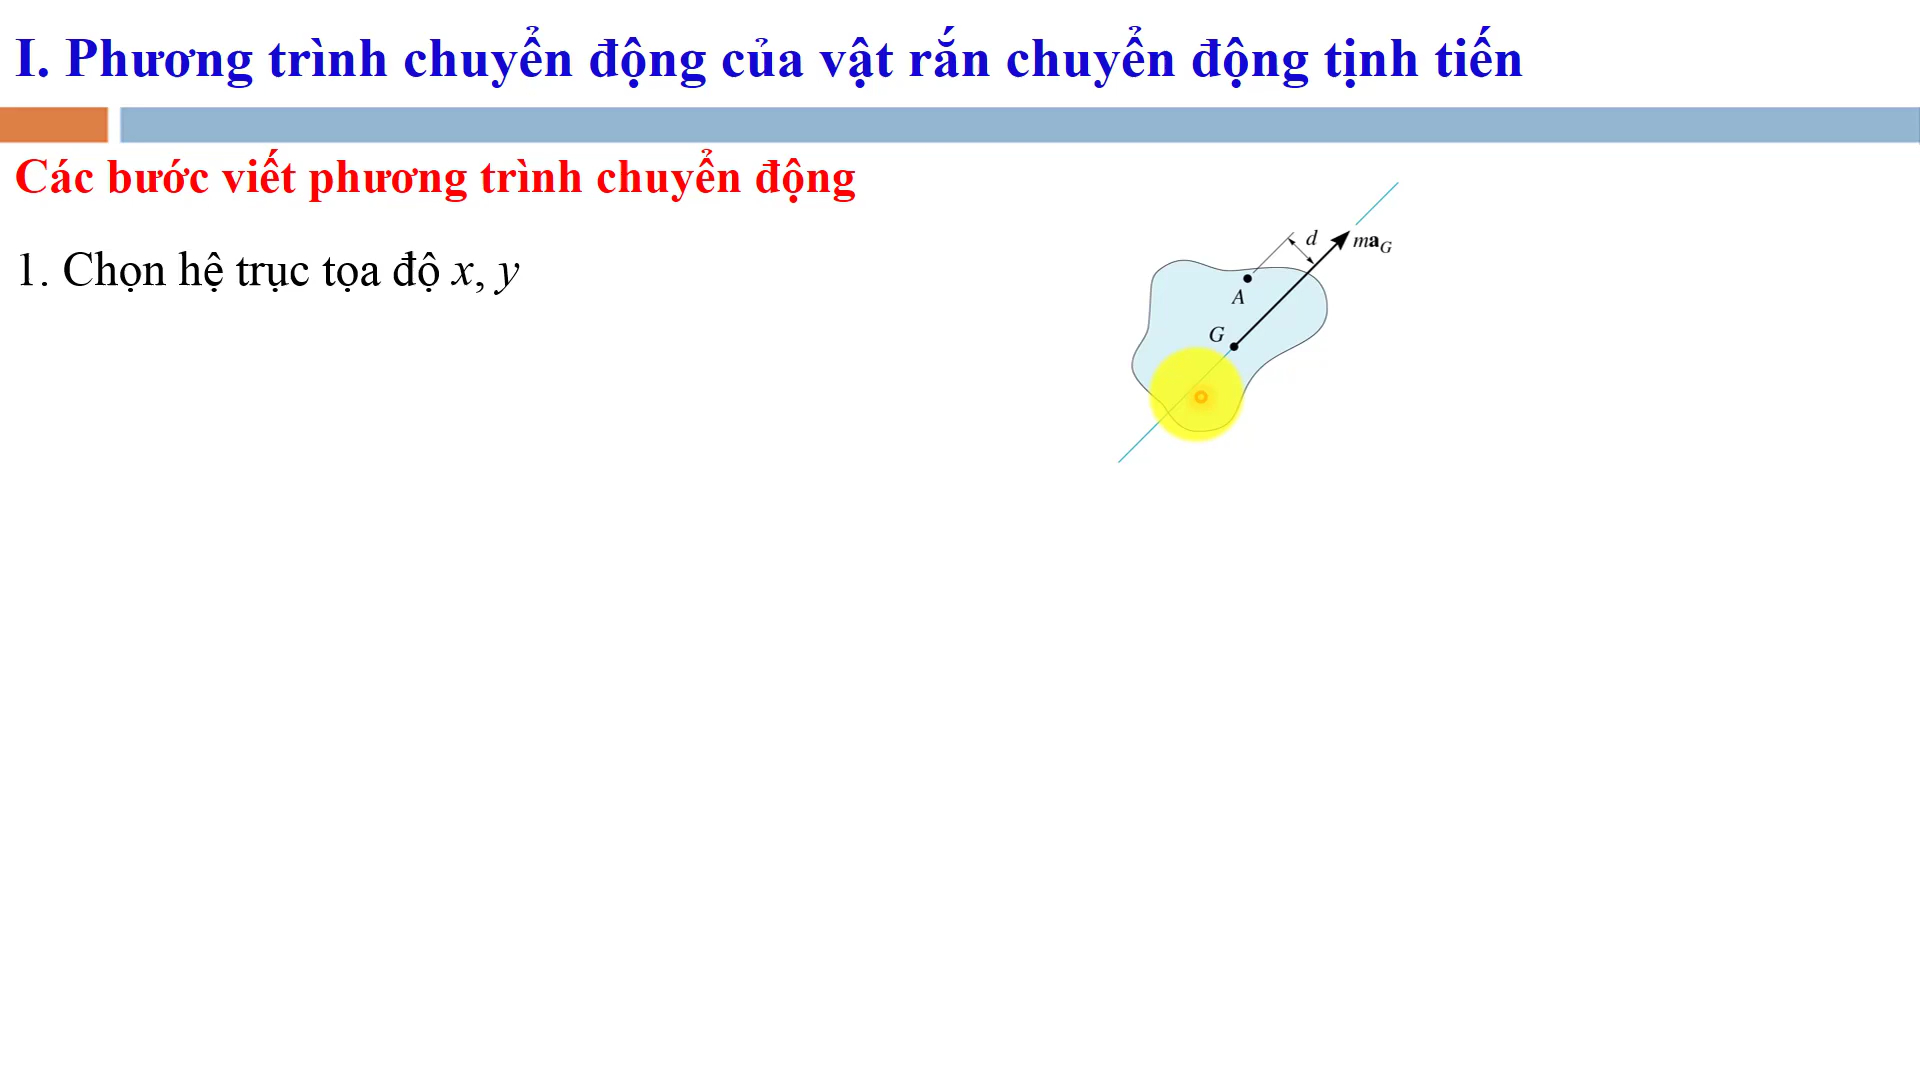 I. Phương trình chuyển động của vật rắn chuyển động tịnh tiến
Các bước viết phương trình chuyển động
1. Chọn hệ trục tọa độ x, y
d
maG
A
G